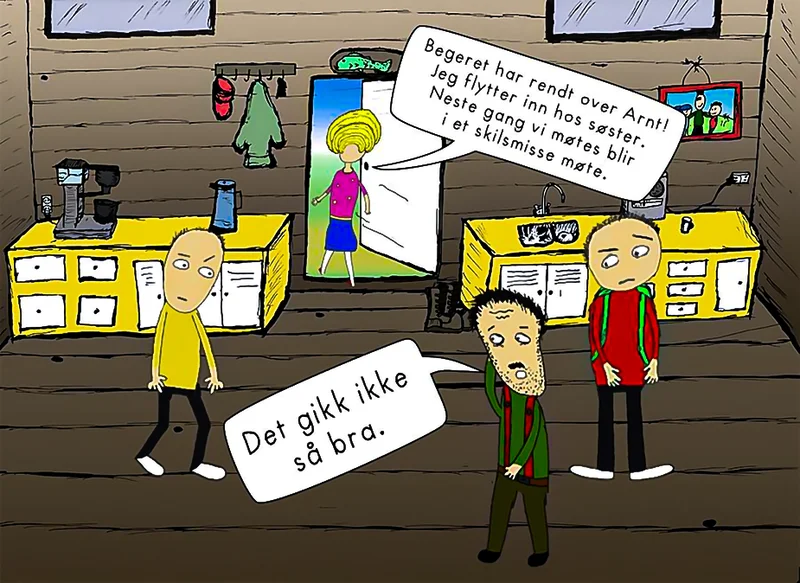 Begeret har rendt over Arnt!
Jeg flytter inn hos søster.
Neste gang vi møtes blir
i et skilsmisse møte.
Det gikk ikke
så bra.